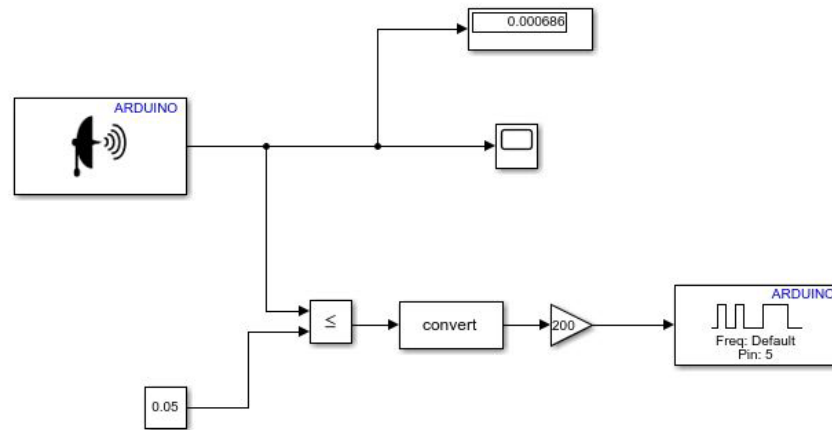 0.000686
ARDUINO
≤
convert
200
ARDUINO
Freq: Default
Pin: 5
0.05